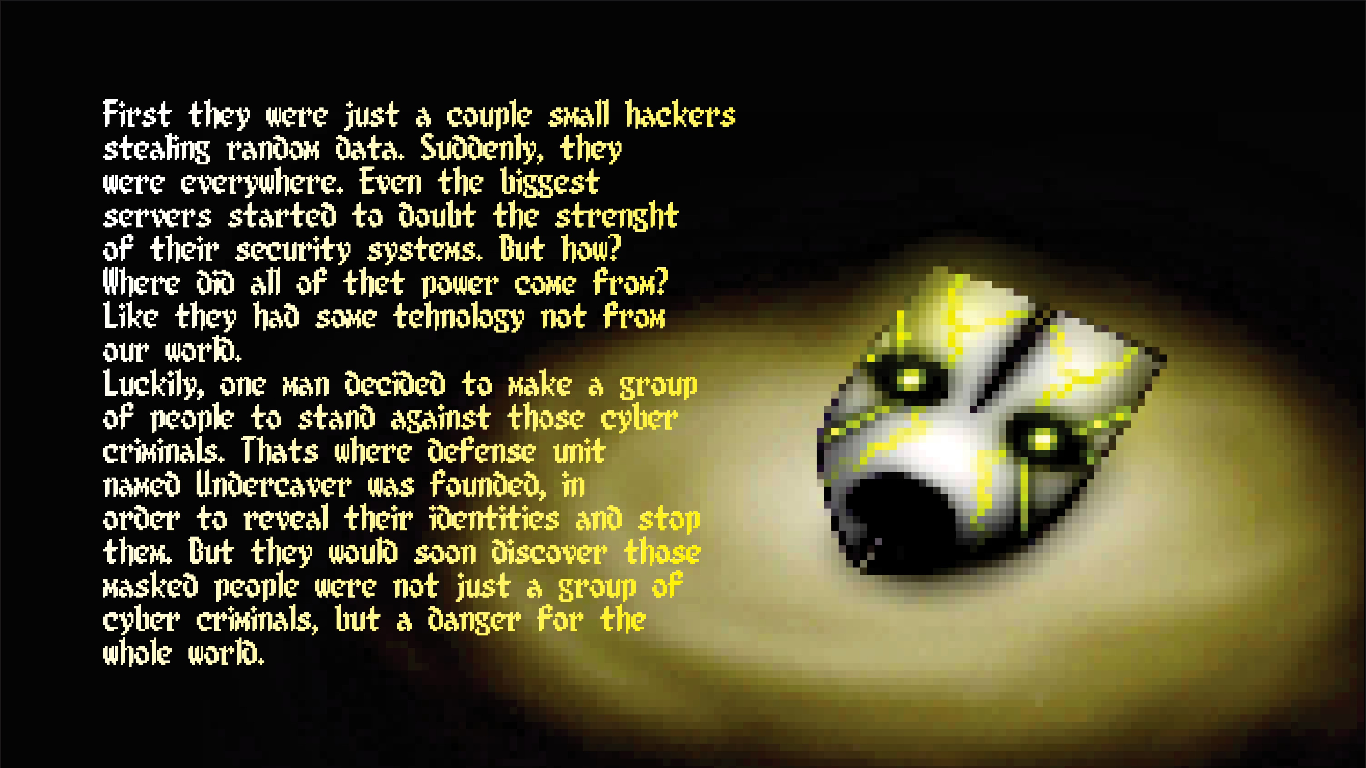 First they were just a couple small hackers
stealing random data. Suddenly, they
were everywhere. Even the biggest
servers started to doubt the strenght
of their security systems. But how?
Where did all of thet power come from?
Like they had some tehnology not from
our world.
Luckily, one man decided to make a group
of people to stand against those cyber
criminals. Thats where defense unit
named Undercaver was founded, in
order to reveal their identities and stop
them. But they would soon discover those
masked people were not just a group of
cyber criminals, but a danger for the
whole world.